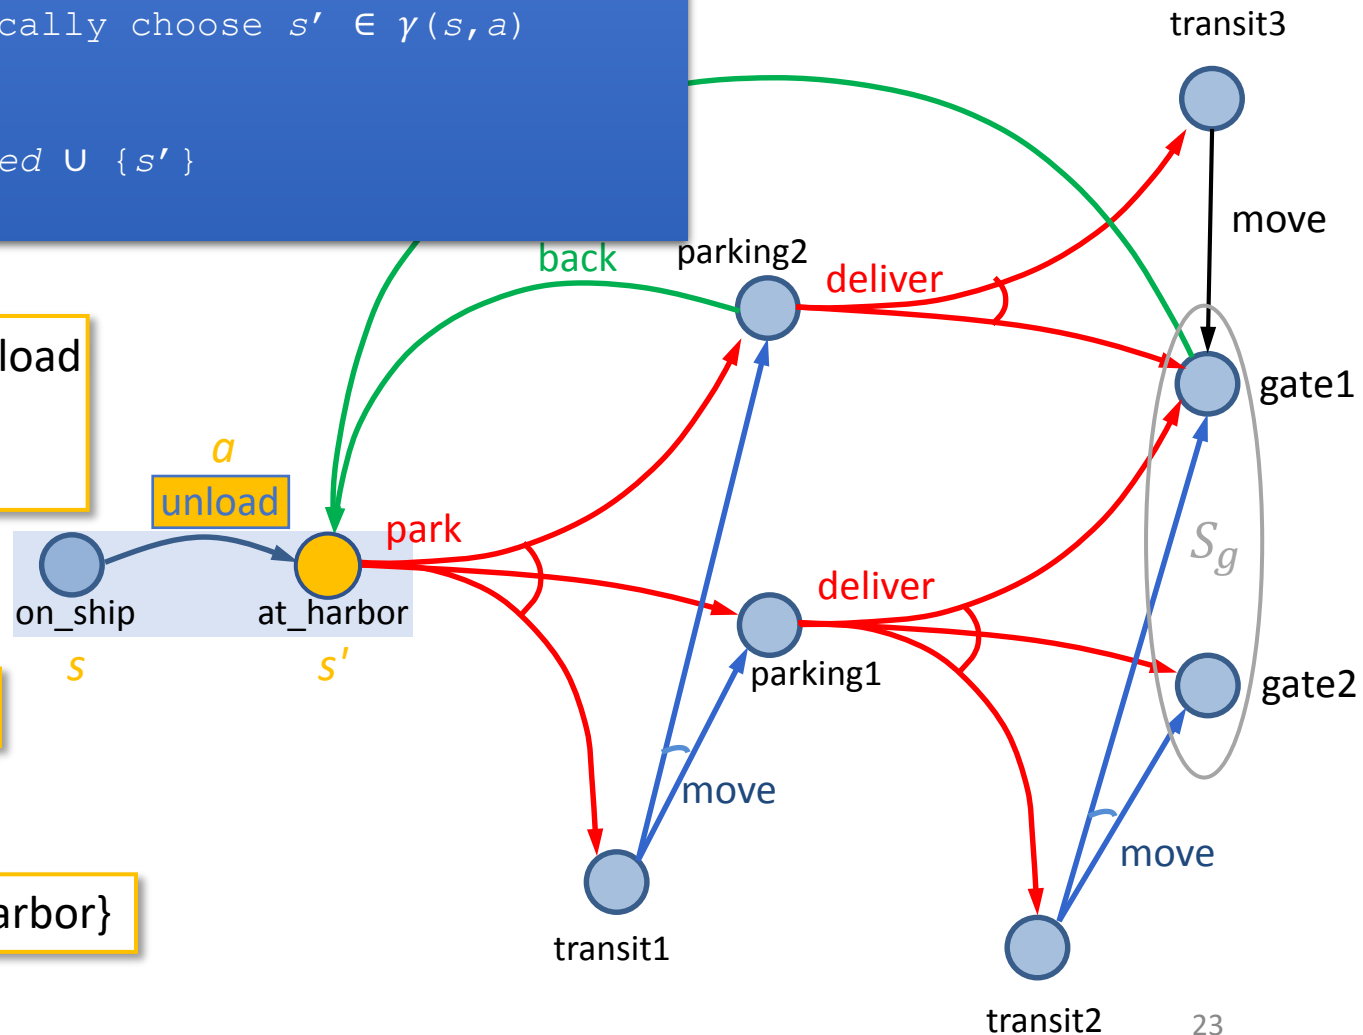 cally choose s′ ∈ γ(s,a)
ed ∪ {s′}
transit3
move
back
parking2
deliver
load
gate1
a
unload
park
S_g
on_ship
at_harbor
deliver
s
s'
parking1
gate2
move
move
arbor}
transit1
transit2
23